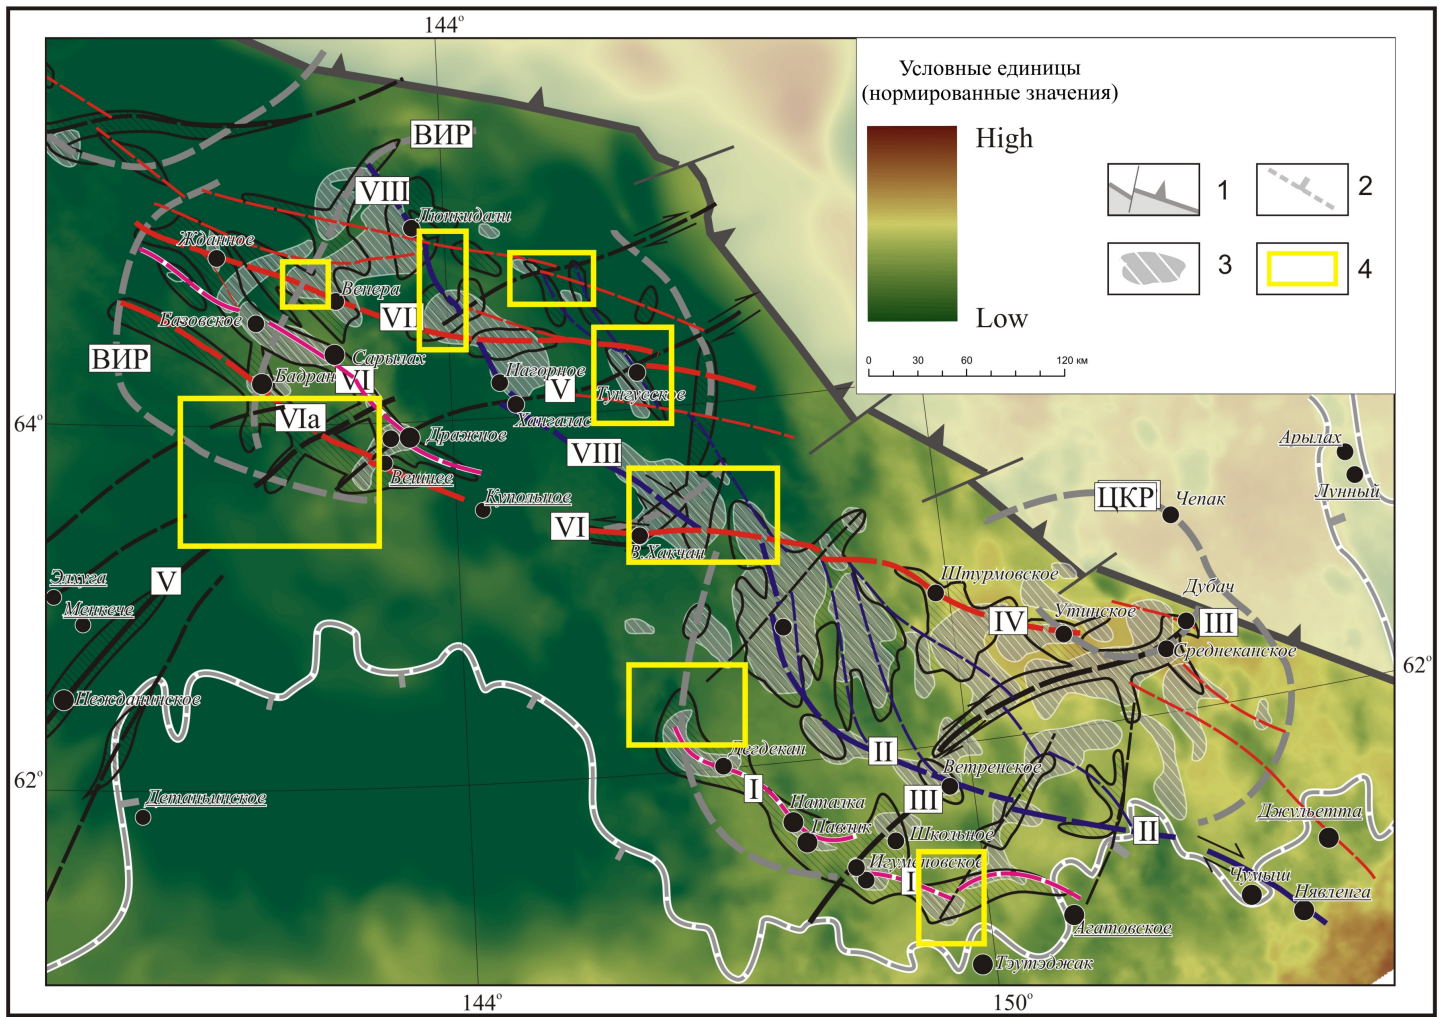 144°
Условные единицы
(нормированные значения)
High
Low
0 30 60 120 км
1
2
3
4
ВИР
VIII
Люнкидали
Жданное
Венера
VII
Базовское
Сарылах
ВИР
Бадран
VI
Нагорное
V
Тунгусское
Хангалас
64°
VIa
Дражное
VIII
Вешнее
Купольное
VI
В.Хакчан
Арылах
Лунный
ЦКР
Чепак
Элхуга
V
Менкече
Штурмовское
Дубач
IV
Утинское
III
Среднеканское
62°
Нежданинское
Дегдекан
II
Ветренское
62°
I
III
Детаньинское
Наталка
Павлик
Школьное
II
Джульетта
Игуменовское
I
Чумыш
Нявленга
Агатовское
Тэутэджак
144°
150°